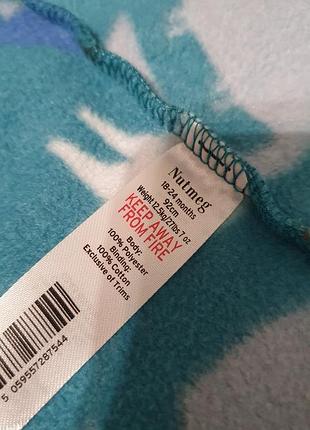 Nutmeg
18-24 months
92cm
Weight 12.5kg/27lbs 7 oz
KEEP AWAY
FROM FIRE
Body:
100% Polyester
Binding:
100% Cotton
Exclusive of Trims
5 059557 287544